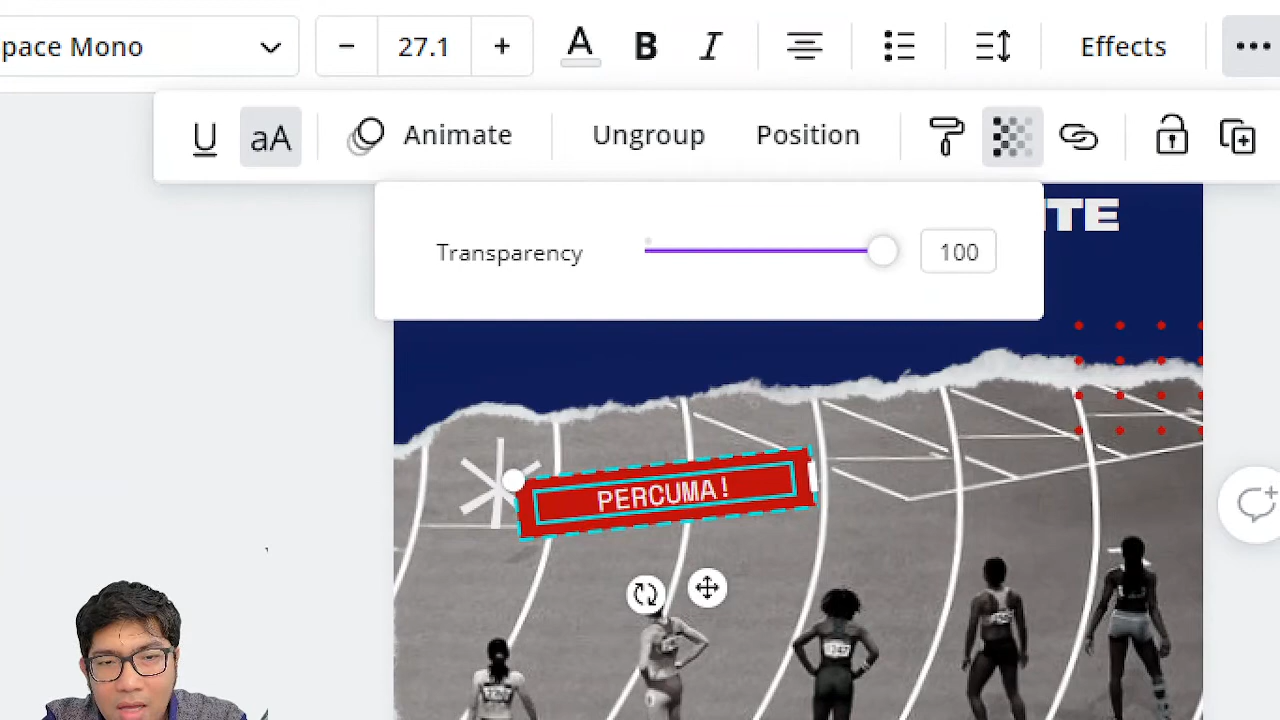 pace Mono
27.1
A
B
I
Effects
U
aA
Animate
Ungroup
Position
Transparency
100
TE
PERCUMA!